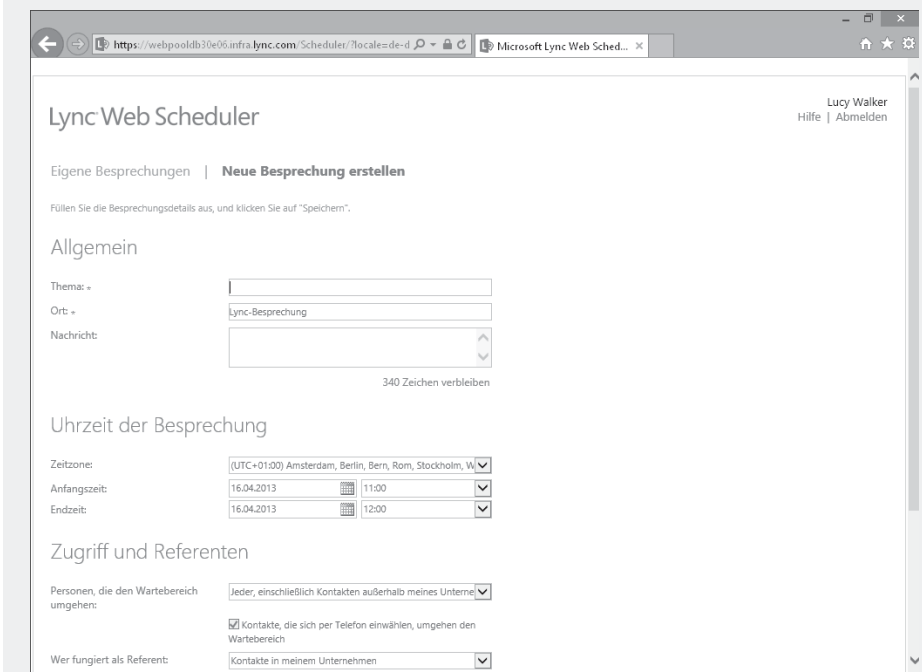 https://webpooldb30e06.infra.lync.com/Scheduler/?locale=de-d
Microsoft Lync Web Sched...
Lucy Walker
Hilfe | Abmelden
Lync Web Scheduler
Eigene Besprechungen | Neue Besprechung erstellen
Füllen Sie die Besprechungsdetails aus, und klicken Sie auf "Speichern".
Allgemein
Thema: *
Ort: * Lync-Besprechung
Nachricht:
340 Zeichen verbleiben
Uhrzeit der Besprechung
Zeitzone: (UTC+01:00) Amsterdam, Berlin, Bern, Rom, Stockholm, W
Anfangszeit: 16.04.2013 11:00
Endzeit: 16.04.2013 12:00
Zugriff und Referenten
Personen, die den Wartebereich Jeder, einschließlich Kontakten außerhalb meines Unterne
umgehen:
Kontakte, die sich per Telefon einwählen, umgehen den
Wartebereich
Wer fungiert als Referent: Kontakte in meinem Unternehmen